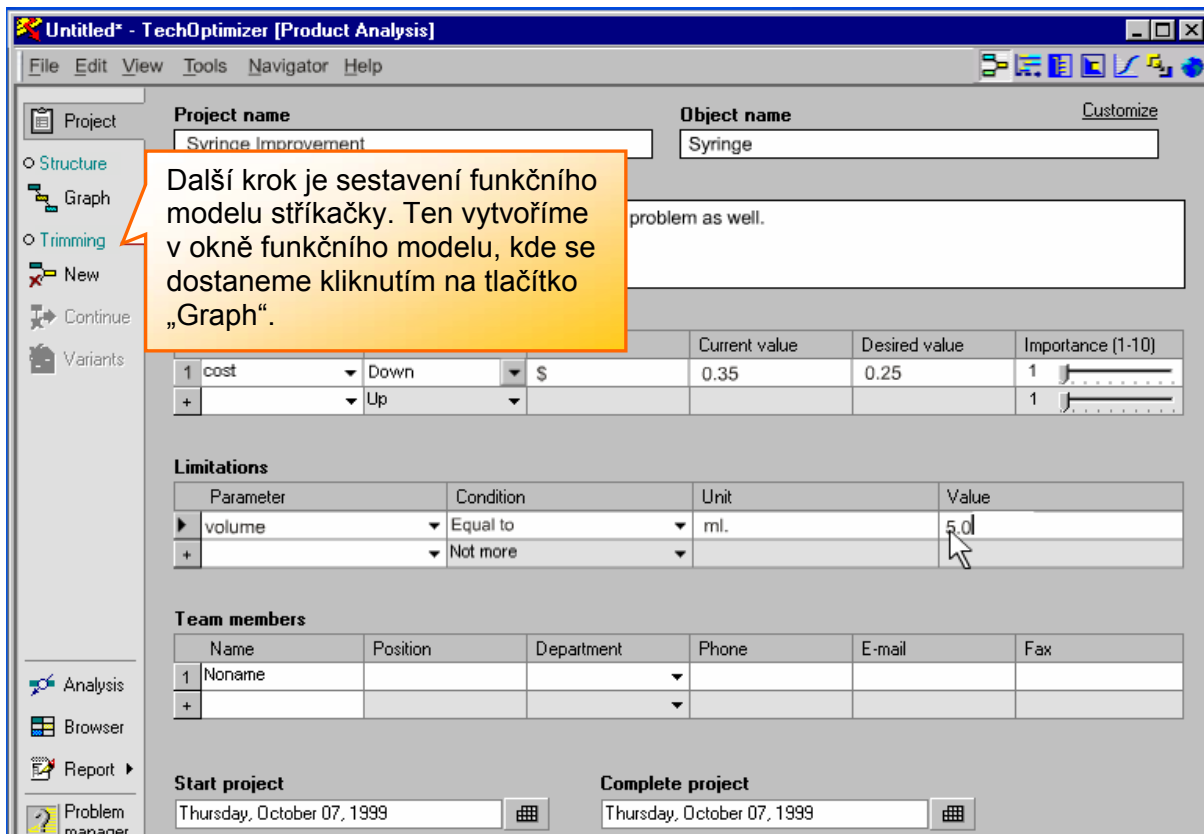 Untitled* - TechOptimizer [Product Analysis]
File Edit View Tools Navigator Help
Project
Structure
Graph
Trimming
New
Continue
Variants
Analysis
Browser
Report
Problem
manager
Project name
Object name
Customize
Syringe Improvement
Syringe
Další krok je sestavení funkčního
modelu stříkačky. Ten vytvoříme
v okně funkčního modelu, kde se
dostaneme kliknutím na tlačítko
„Graph“.
problem as well.
Current value Desired value Importance (1-10)
1 cost Down $ 0.35 0.25 1
+ Up 1
Limitations
Parameter Condition Unit Value
volume Equal to ml. 5.0
+ Not more
Team members
Name Position Department Phone E-mail Fax
1 Noname
+
Start project Complete project
Thursday, October 07, 1999 Thursday, October 07, 1999